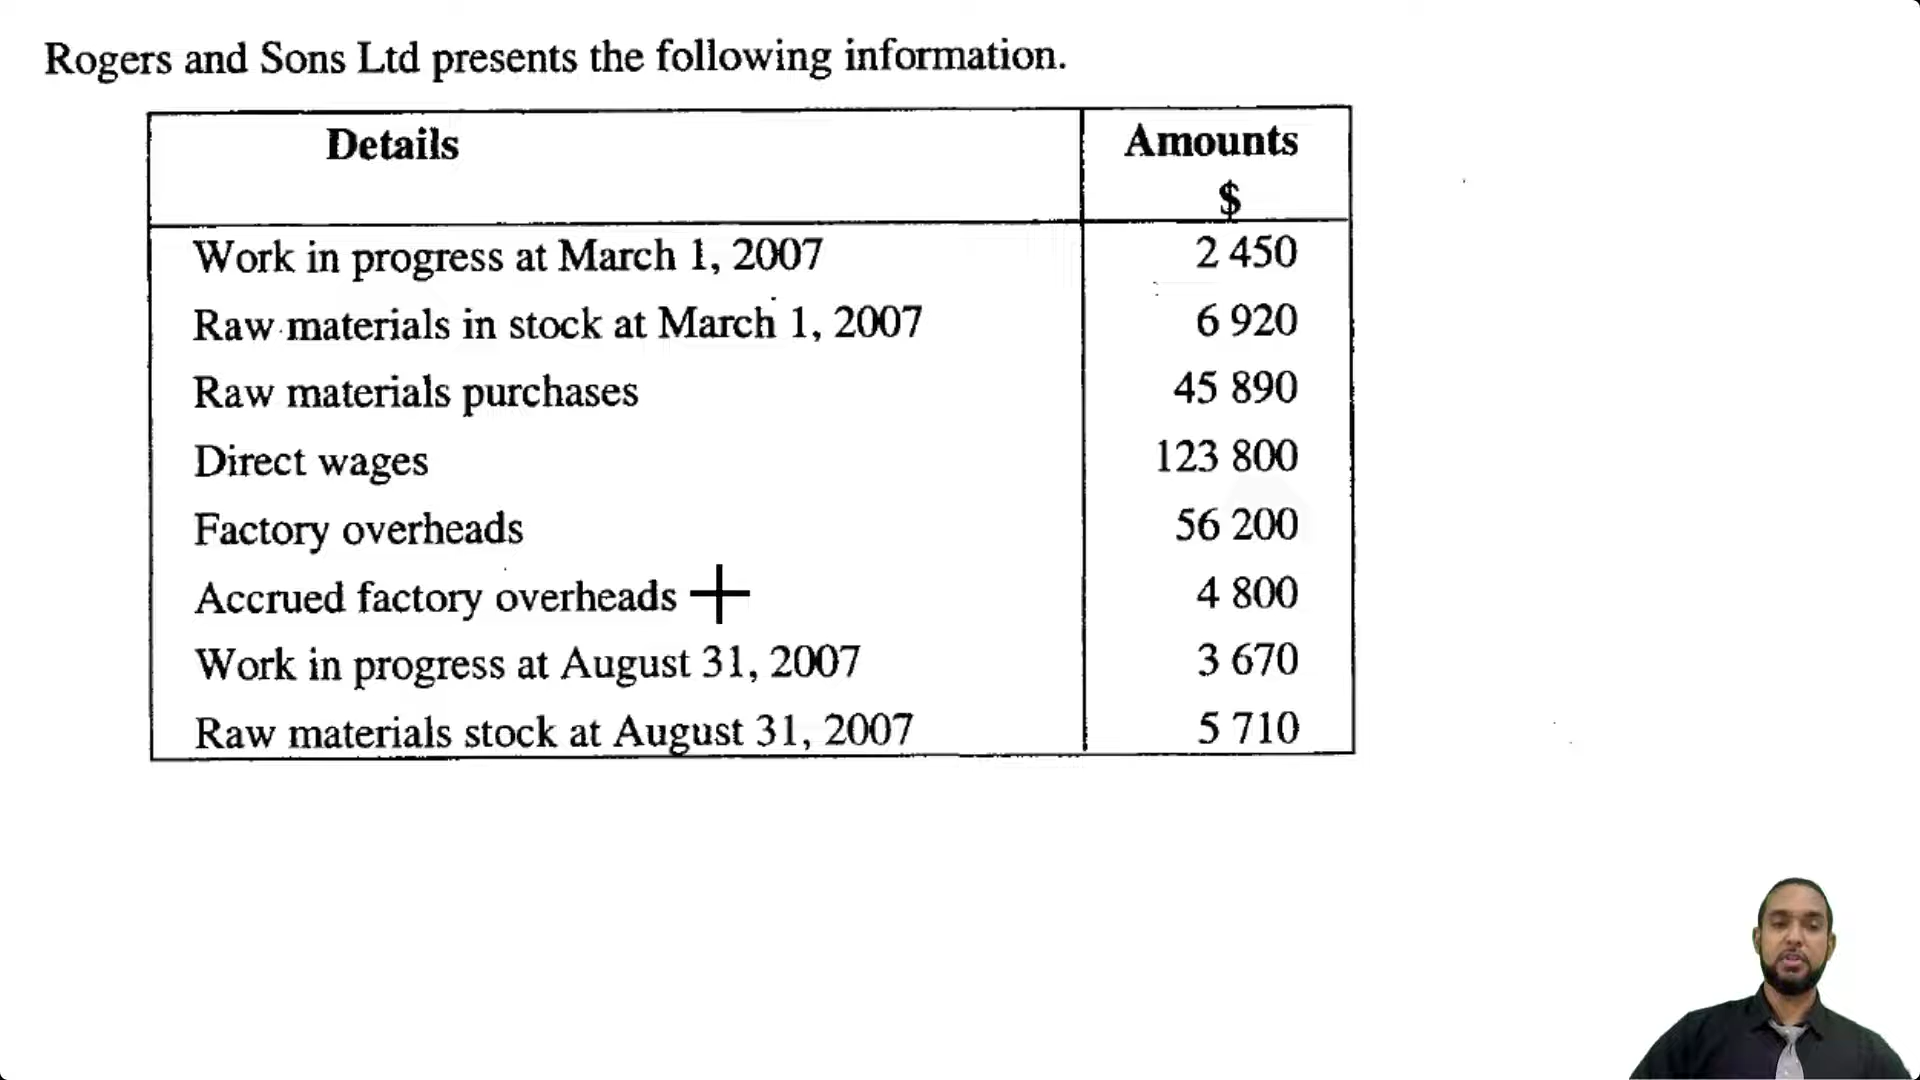 Rogers and Sons Ltd presents the following information.
Details Amounts
$
Work in progress at March 1, 2007 2 450
Raw materials in stock at March 1, 2007 6 920
Raw materials purchases 45 890
Direct wages 123 800
Factory overheads 56 200
Accrued factory overheads 4 800
Work in progress at August 31, 2007 3 670
Raw materials stock at August 31, 2007 5 710